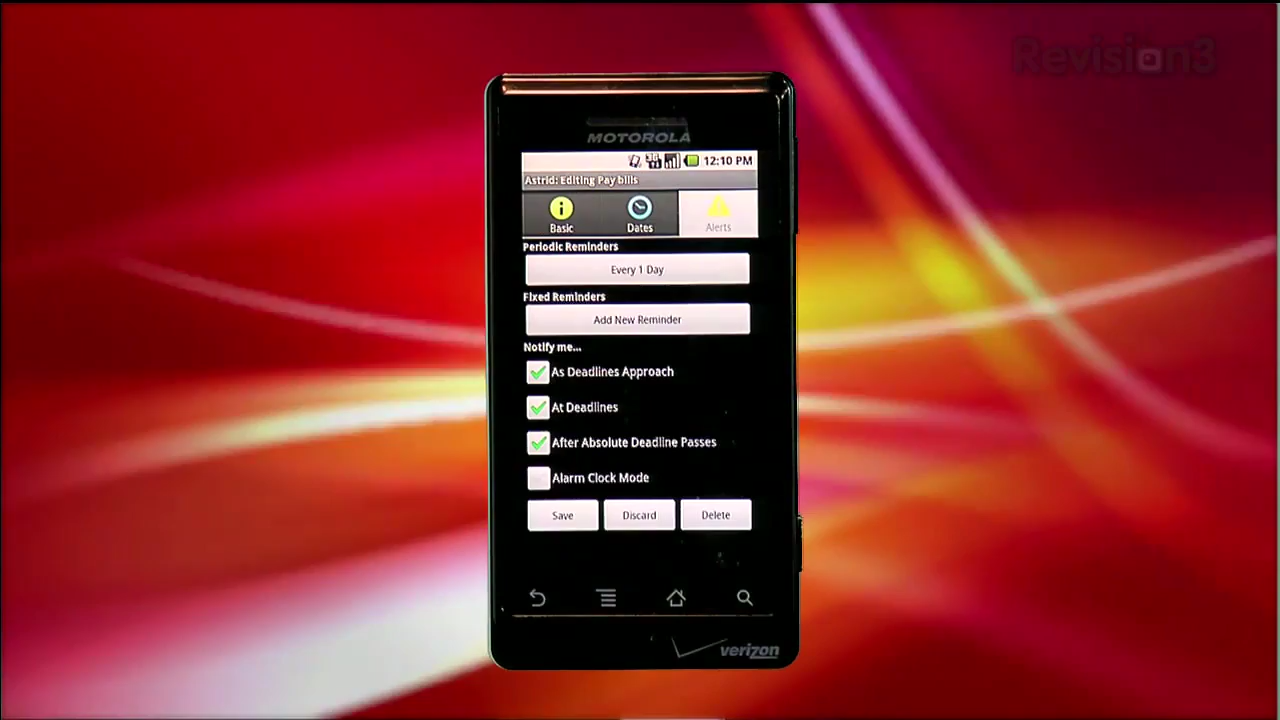 Revision3
MOTOROLA
12:10 PM
Astrid: Editing Pay bills
Basic
Dates
Alerts
Periodic Reminders
Every 1 Day
Fixed Reminders
Add New Reminder
Notify me...
As Deadlines Approach
At Deadlines
After Absolute Deadline Passes
Alarm Clock Mode
Save Discard Delete
verizon